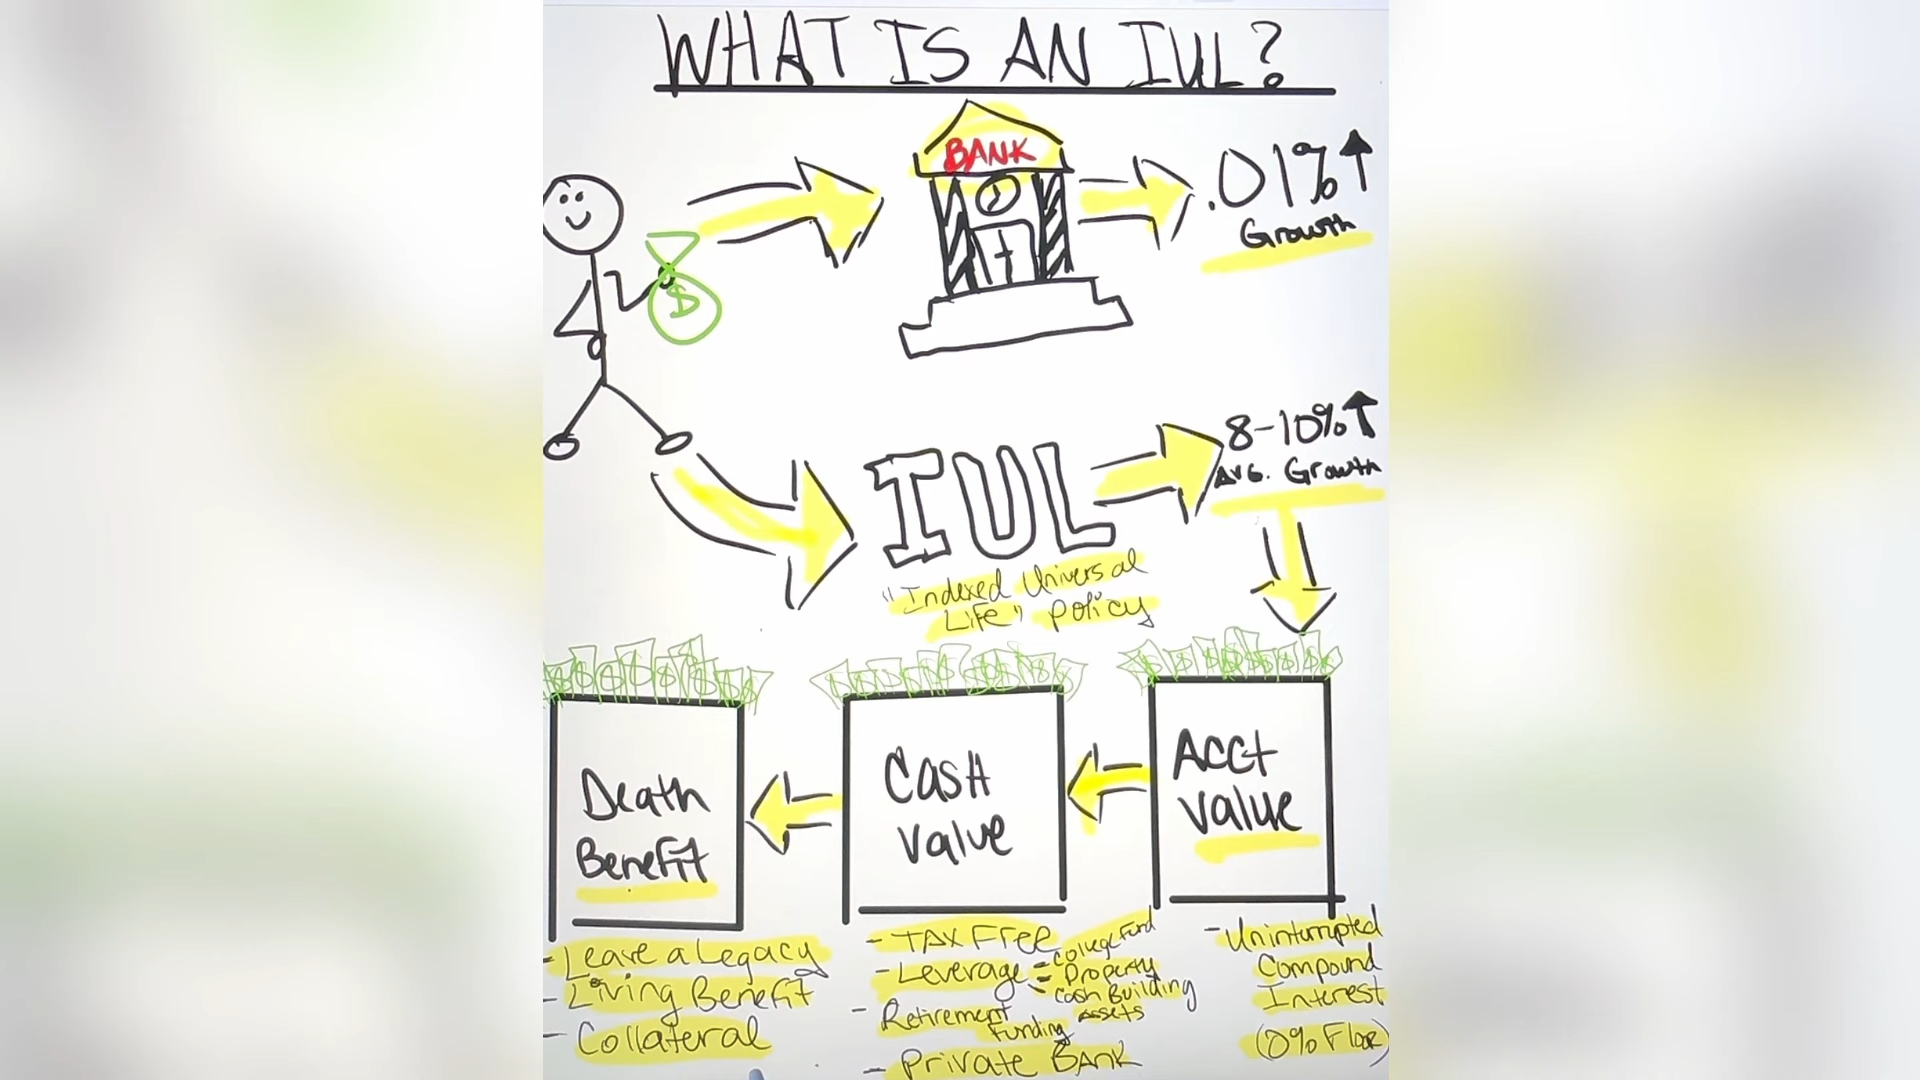 WHAT IS AN IUL?
BANK
.01%
Growth
$
8-10%
Avg. Growth
IUL
"Indexed Universal
Life" policy
Death
Benefit
Cash
Value
Acct
Value
- Leave a Legacy
- Living Benefit
- Collateral
- TAX FREE
- Leverage
- College Fund
- Property
- Cash Building
Assets
- Retirement
Funding
- Private BANK
- Uninterrupted
Compound
Interest
(0% Floor)